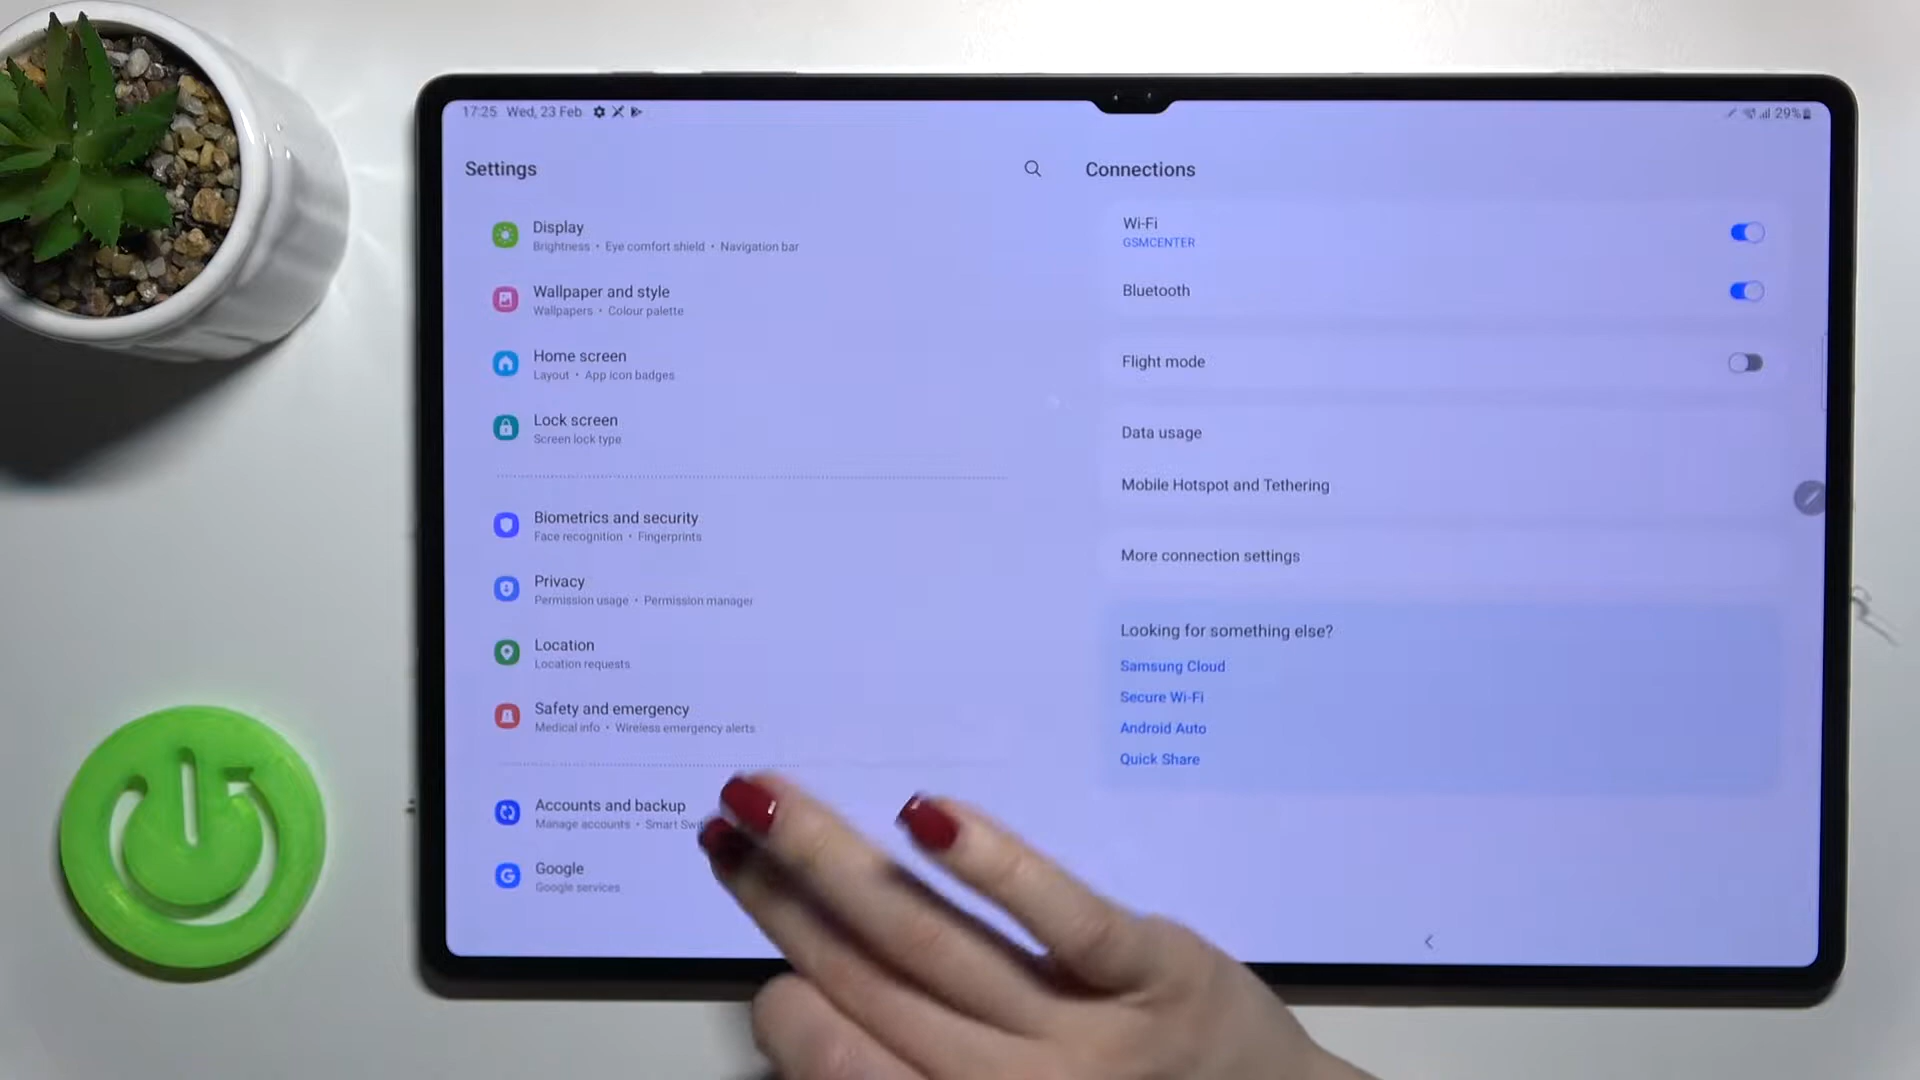 17:25 Wed, 23 Feb
29%
Settings
Display
Brightness • Eye comfort shield • Navigation bar
Wallpaper and style
Wallpapers • Colour palette
Home screen
Layout • App icon badges
Lock screen
Screen lock type
Biometrics and security
Face recognition • Fingerprints
Privacy
Permission usage • Permission manager
Location
Location requests
Safety and emergency
Medical info • Wireless emergency alerts
Accounts and backup
Manage accounts • Smart
Google
Google services
Connections
Wi-Fi
GSMCENTER
Bluetooth
Flight mode
Data usage
Mobile Hotspot and Tethering
More connection settings
Looking for something else?
Samsung Cloud
Secure Wi-Fi
Android Auto
Quick Share